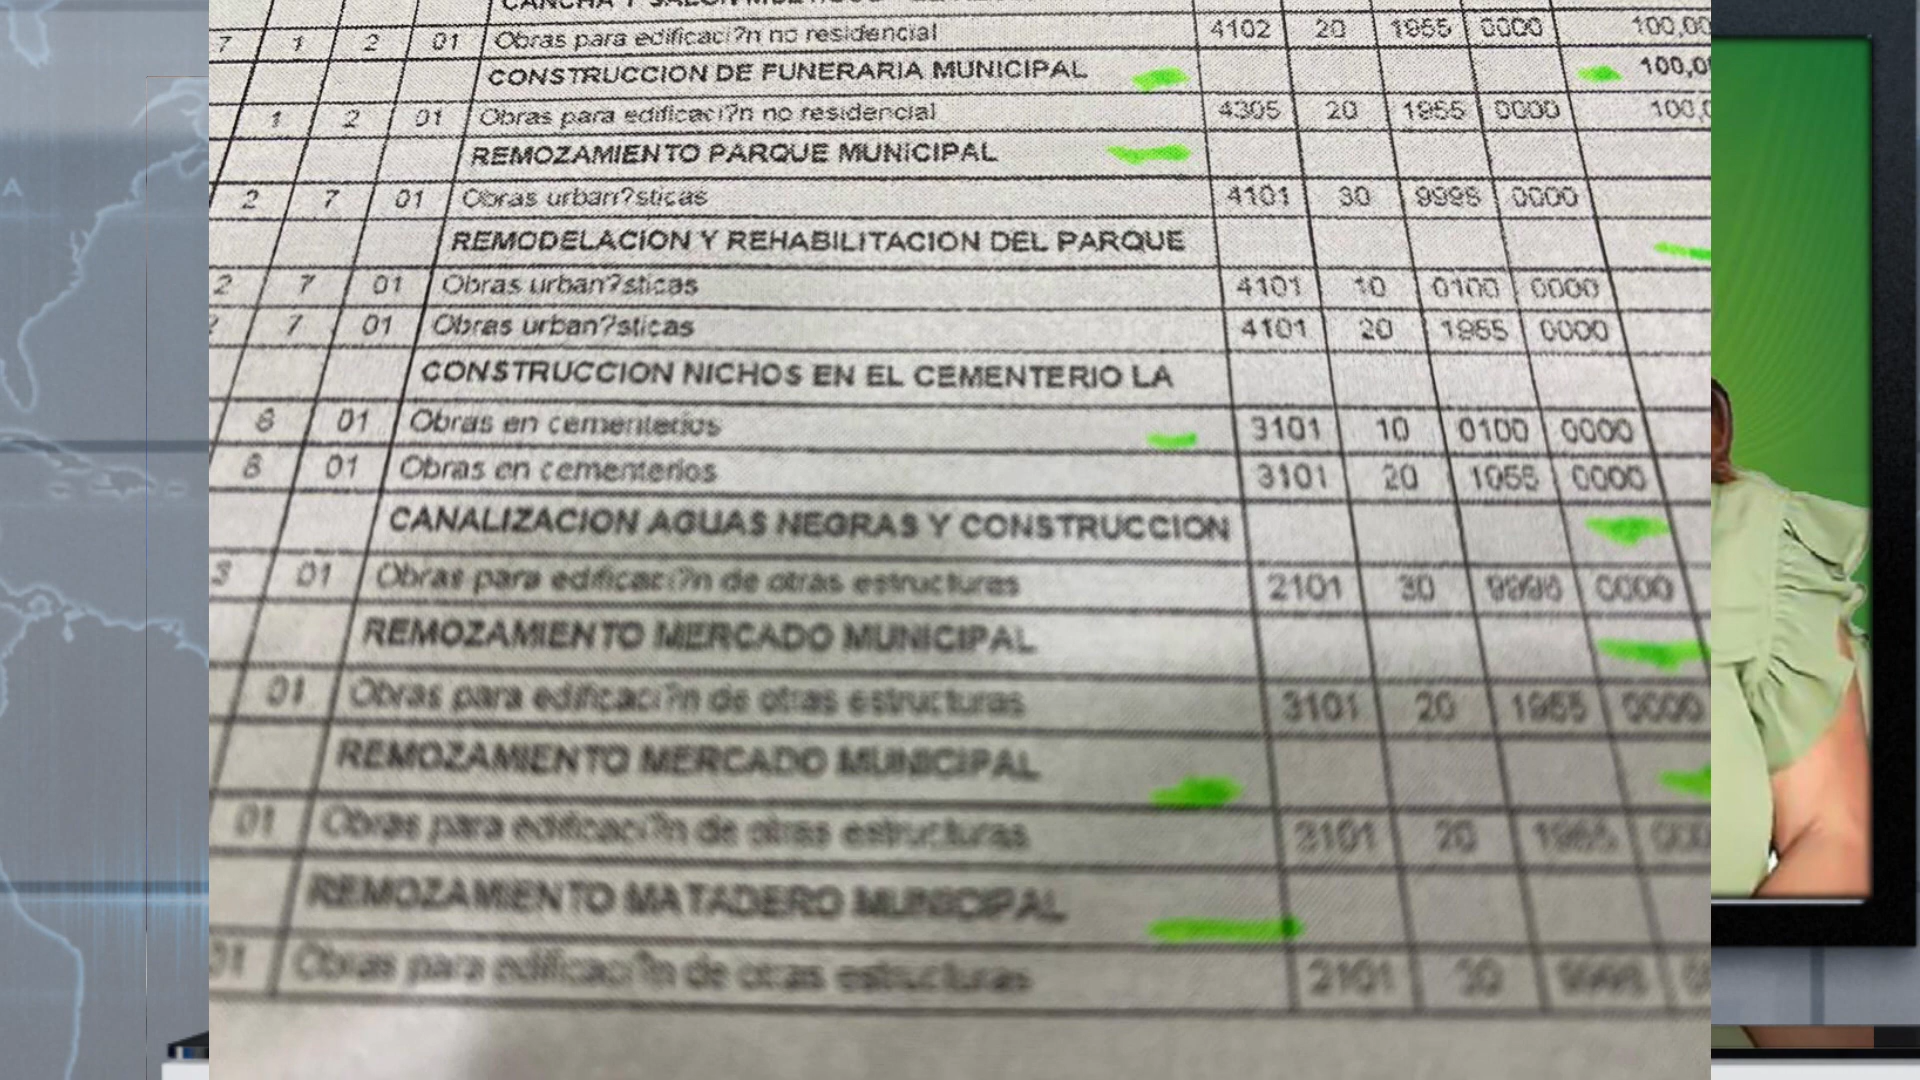 7 1 2 01 Obras para edificaci?n no residencial 4102 20 1955 0000 100,00
CONSTRUCCION DE FUNERARIA MUNICIPAL 100,0
1 2 01 Obras para edificaci?n no residencial 4305 20 1955 0000 100,0
REMOZAMIENTO PARQUE MUNICIPAL
2 7 01 Obras urban?sticas 4101 30 9998 0000
REMODELACION Y REHABILITACION DEL PARQUE
2 7 01 Obras urban?sticas 4101 10 0100 0000
7 01 Obras urban?sticas 4101 20 1955 0000
CONSTRUCCION NICHOS EN EL CEMENTERIO LA
8 01 Obras en cementerios 3101 10 0100 0000
8 01 Obras en cementerios 3101 20 1955 0000
CANALIZACION AGUAS NEGRAS Y CONSTRUCCION
3 01 Obras para edificaci?n de otras estructuras 2101 30 9998 0000
REMOZAMIENTO MERCADO MUNICIPAL
01 Obras para edificaci?n de otras estructuras 3101 20 1955 0000
REMOZAMIENTO MERCADO MUNICIPAL
01 Obras para edificaci?n de otras estructuras 3101 20 1955
REMOZAMIENTO MATADERO MUNICIPAL
01 Obras para edificaci?n de otras estructuras 2101
A